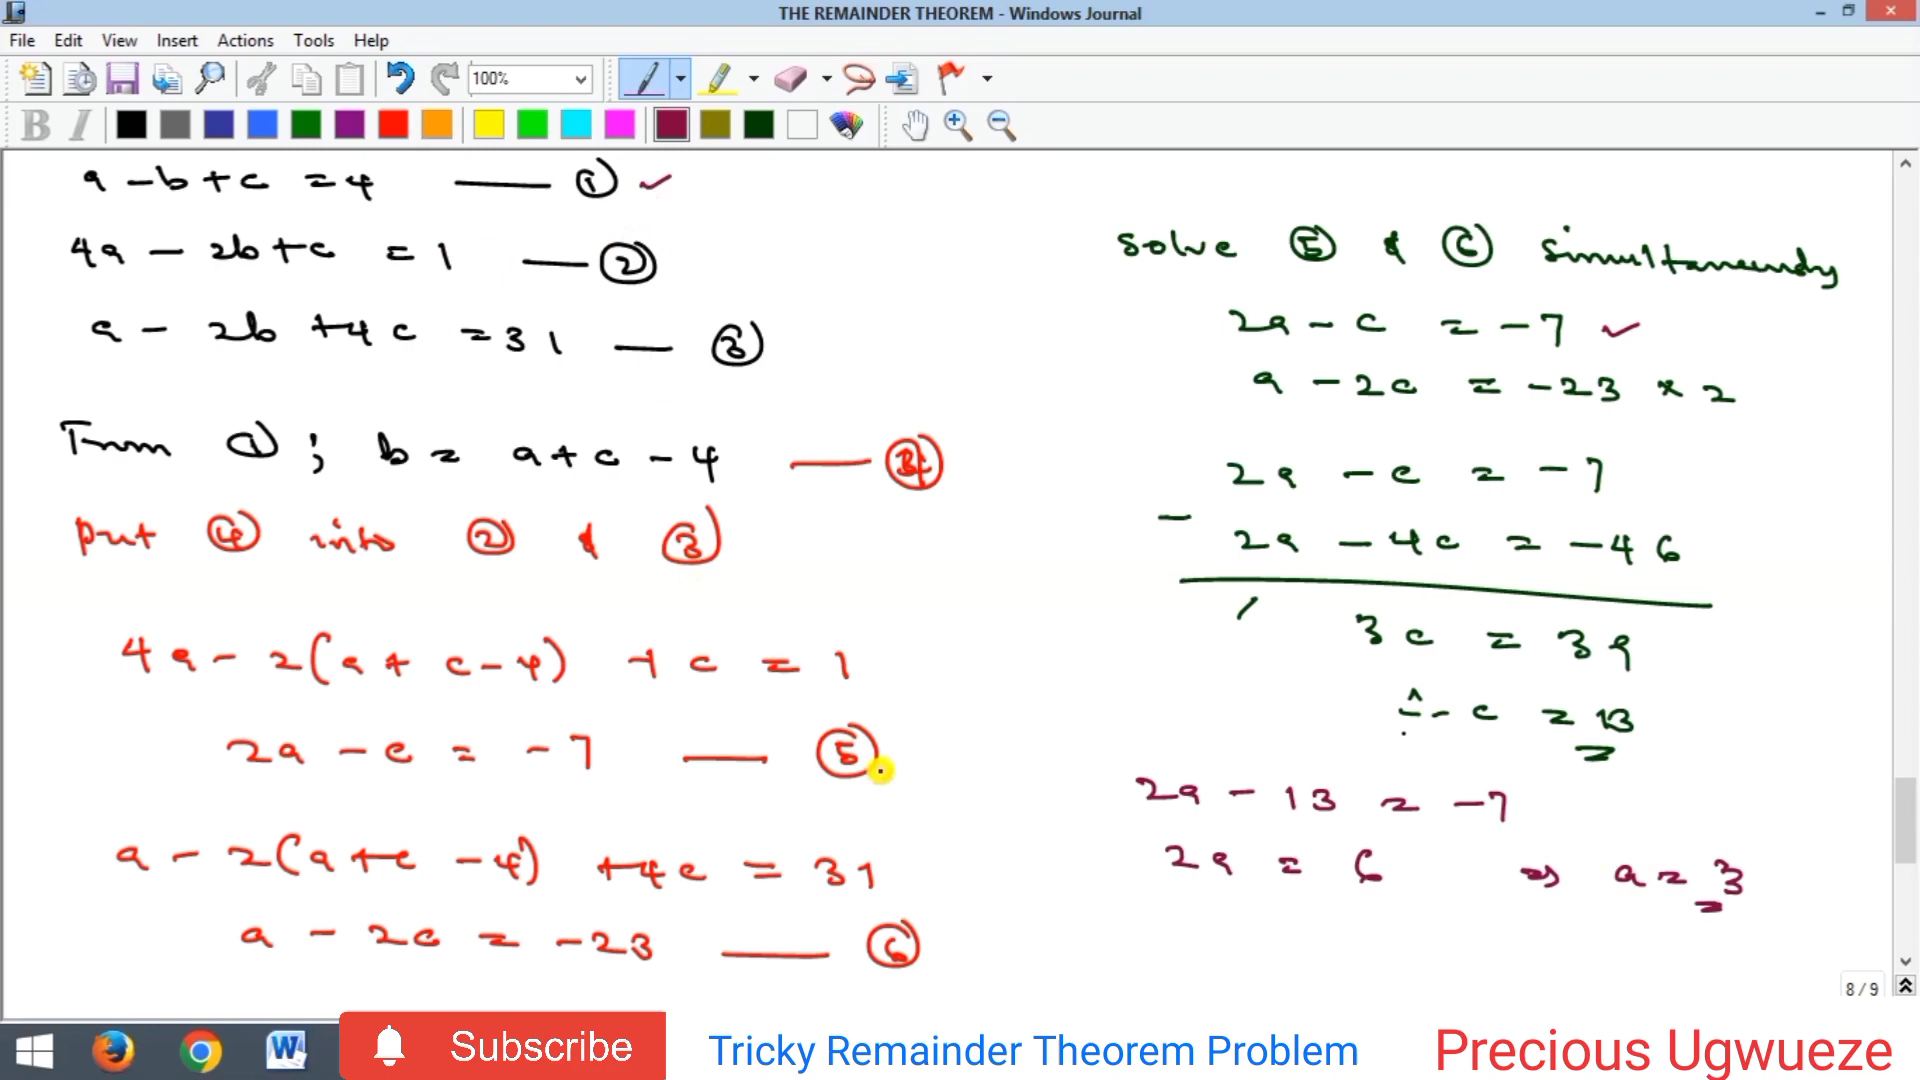 THE REMAINDER THEOREM - Windows Journal
File Edit View Insert Actions Tools Help
100%
B I
a - b + c = 4 —— ①
4a - 2b + c = 1 —— ②
a - 2b + 4c = 31 —— ③
From ① ; b = a + c - 4 —— ④
put ④ into ② & ③
4a - 2(a + c - 4) + c = 1
2a - c = -7 —— ⑤
a - 2(a + c - 4) + 4c = 31
a - 2c = -23 —— ⑥
solve ⑤ & ⑥ simultaneously
2a - c = -7
a - 2c = -23 × 2
2a - c = -7
- 2a - 4c = -46
3c = 39
c = 13
2a - 13 = -7
2a = 6 ⇒ a = 3
8 / 9
Subscribe
Tricky Remainder Theorem Problem
Precious Ugwueze